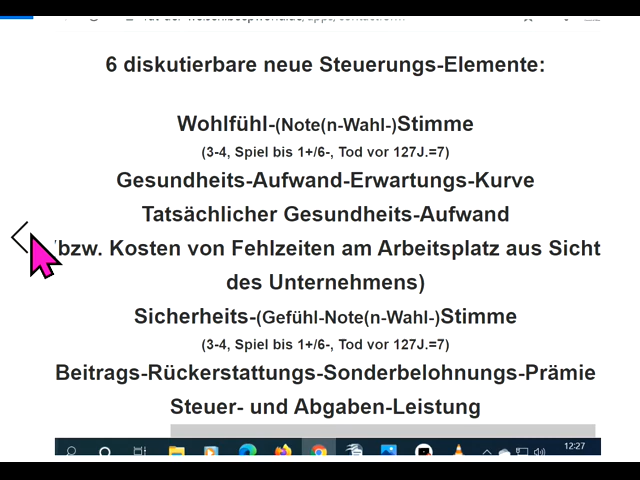 6 diskutierbare neue Steuerungs-Elemente:
Wohlfühl-(Note(n-Wahl-)Stimme
(3-4, Spiel bis 1+/6-, Tod vor 127J.=7)
Gesundheits-Aufwand-Erwartungs-Kurve
Tatsächlicher Gesundheits-Aufwand
bzw. Kosten von Fehlzeiten am Arbeitsplatz aus Sicht
des Unternehmens)
Sicherheits-(Gefühl-Note(n-Wahl-)Stimme
(3-4, Spiel bis 1+/6-, Tod vor 127J.=7)
Beitrags-Rückerstattungs-Sonderbelohnungs-Prämie
Steuer- und Abgaben-Leistung
12:27